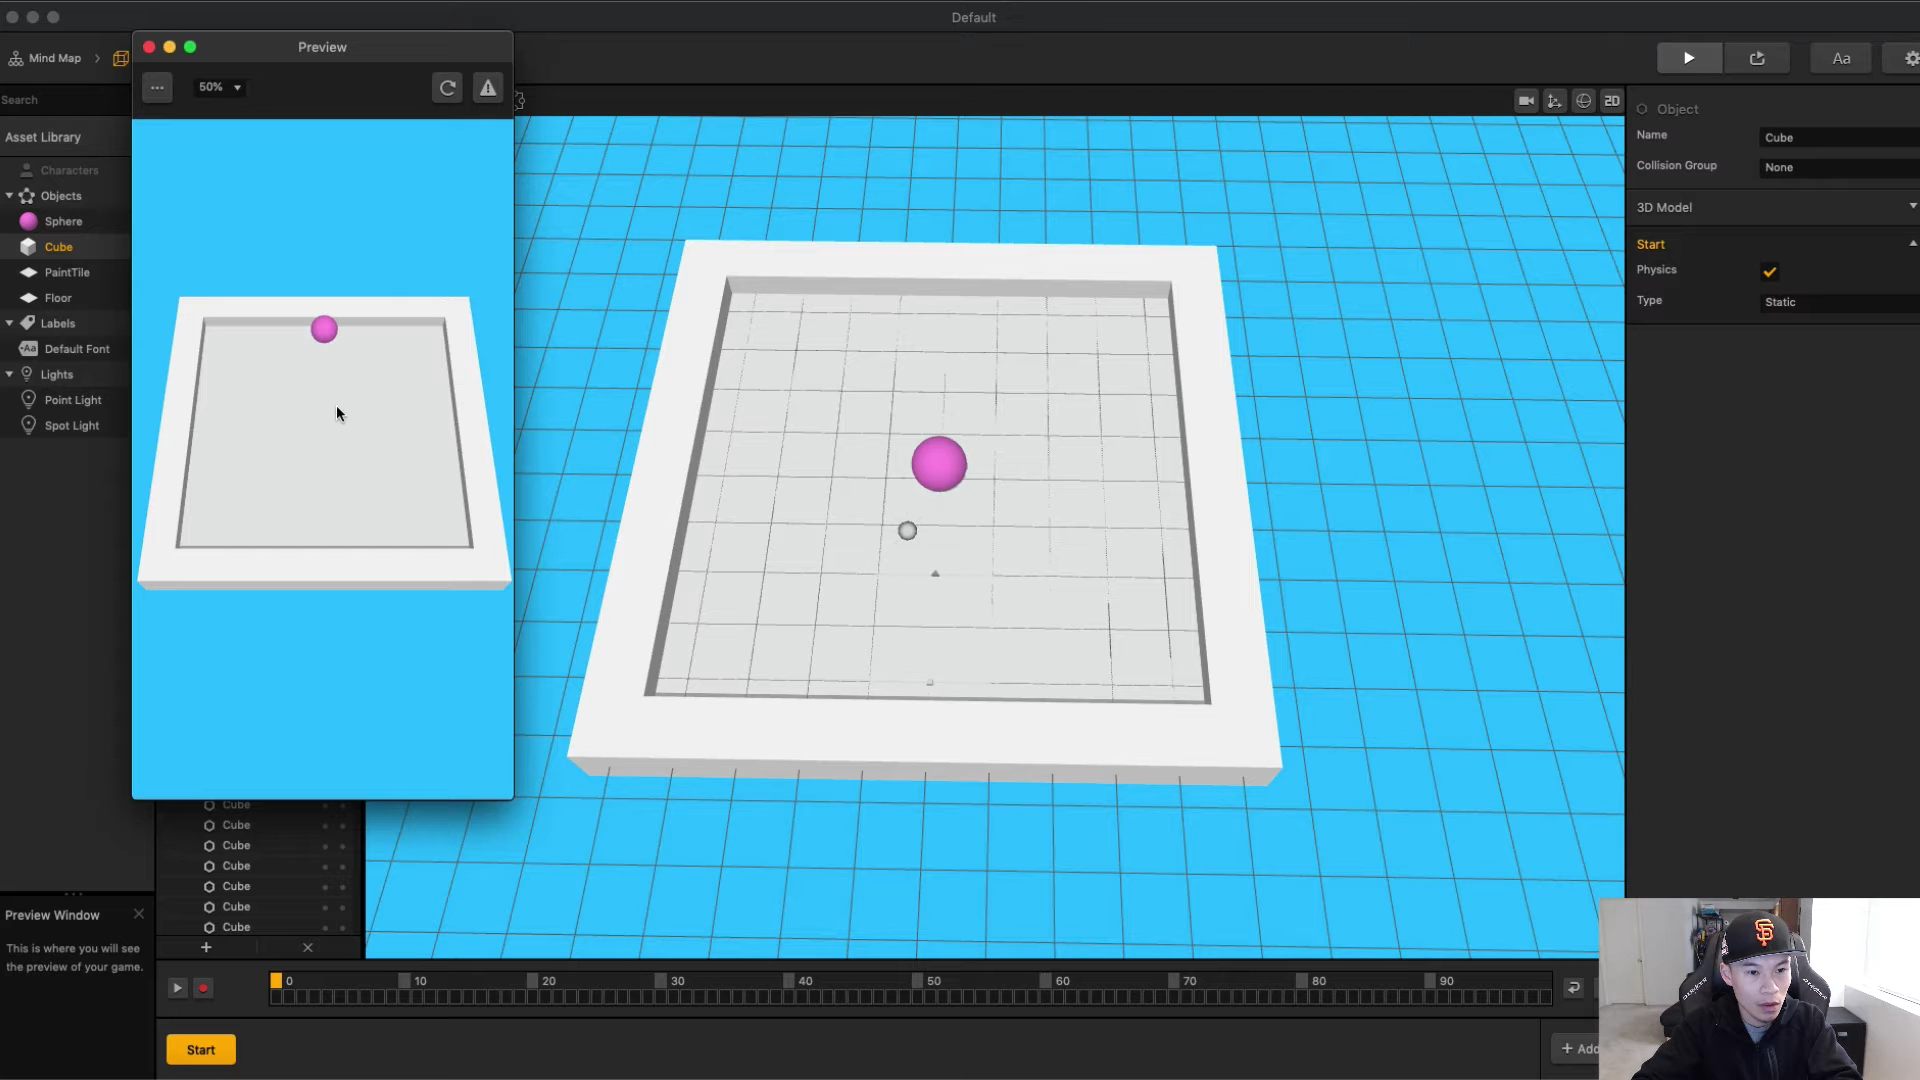 Default
Mind Map
Preview
Aa
50%
Search
2D
Object
Asset Library
Name
Cube
Collision Group
None
Characters
Objects
3D Model
Sphere
Start
Cube
Physics
PaintTile
Type
Static
Floor
Labels
Aa
Default Font
Lights
Point Light
Spot Light
Cube
Cube
Cube
Cube
Cube
Cube
Cube
Preview Window
This is where you will see
the preview of your game.
0
10
20
30
40
50
60
70
80
90
Start
+ Add
SF